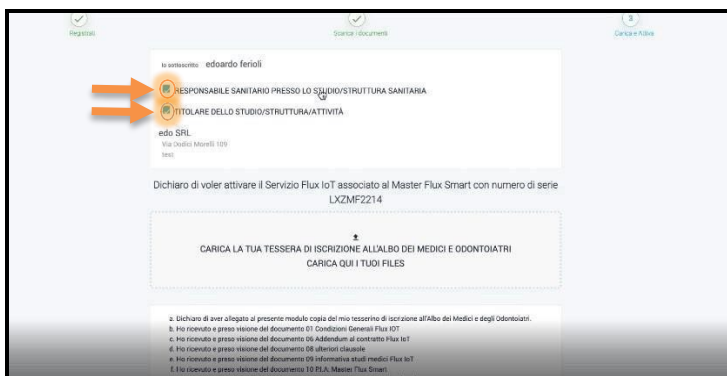 3
Registrati
Scarica i documenti
Carica e Attiva
Io sottoscritto edoardo ferioli
RESPONSABILE SANITARIO PRESSO LO STUDIO/STRUTTURA SANITARIA
TITOLARE DELLO STUDIO/STRUTTURA/ATTIVITÀ
edo SRL
Via Dodici Morelli 109
test
Dichiaro di voler attivare il Servizio Flux IoT associato al Master Flux Smart con numero di serie
LXZMF2214
CARICA LA TUA TESSERA DI ISCRIZIONE ALL'ALBO DEI MEDICI E ODONTOIATRI
CARICA QUI I TUOI FILES
a. Dichiaro di aver allegato al presente modulo copia del mio tesserino di iscrizione all'Albo dei Medici e degli Odontoiatri.
b. Ho ricevuto e preso visione del documento 01 Condizioni Generali Flux IOT
c. Ho ricevuto e preso visione del documento 06 Addendum al contratto Flux IoT
d. Ho ricevuto e preso visione del documento 08 ulteriori clausole
e. Ho ricevuto e preso visione del documento 09 informativa studi medici Flux IoT
f. Ho ricevuto e preso visione del documento 10 P.I.A. Master Flux Smart